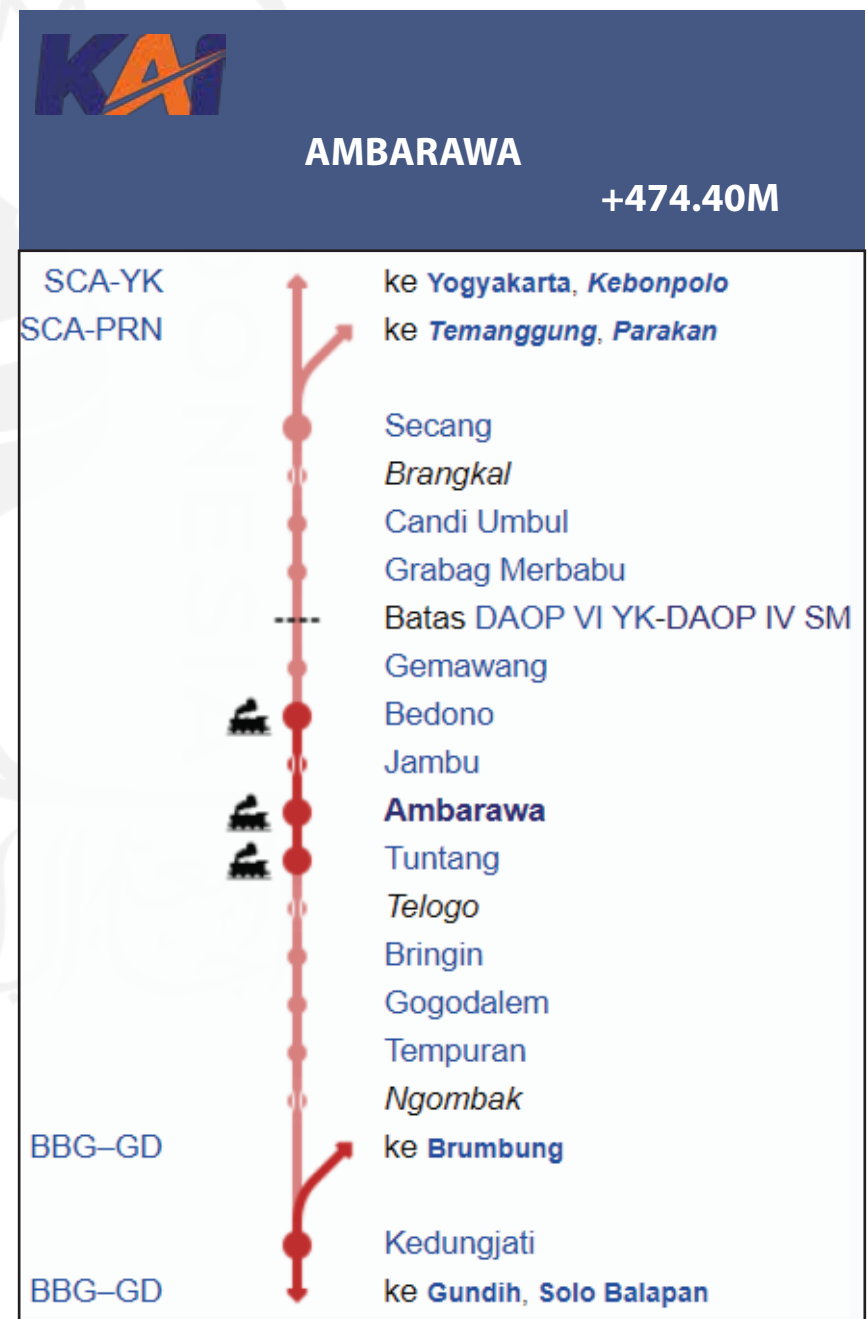 KAI
AMBARAWA
+474.40M
SCA-YK ke Yogyakarta, Kebonpolo
SCA-PRN ke Temanggung, Parakan
Secang
Brangkal
Candi Umbul
Grabag Merbabu
Batas DAOP VI YK-DAOP IV SM
Gemawang
Bedono
Jambu
Ambarawa
Tuntang
Telogo
Bringin
Gogodalem
Tempuran
Ngombak
BBG–GD ke Brumbung
Kedungjati
BBG–GD ke Gundih, Solo Balapan